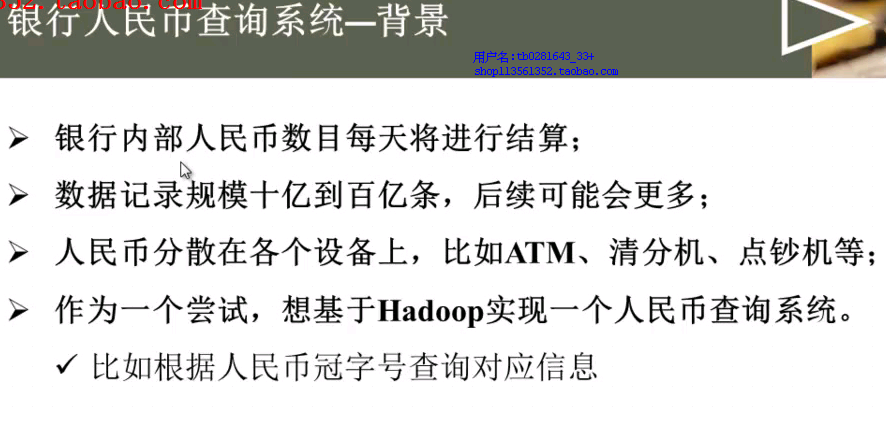 352.taobao.com
银行人民币查询系统—背景
用户名:tb0281643_33+
shop113561352.taobao.com
➢ 银行内部人民币数目每天将进行结算；
➢ 数据记录规模十亿到百亿条，后续可能会更多；
➢ 人民币分散在各个设备上，比如ATM、清分机、点钞机等；
➢ 作为一个尝试，想基于Hadoop实现一个人民币查询系统。
✓ 比如根据人民币冠字号查询对应信息